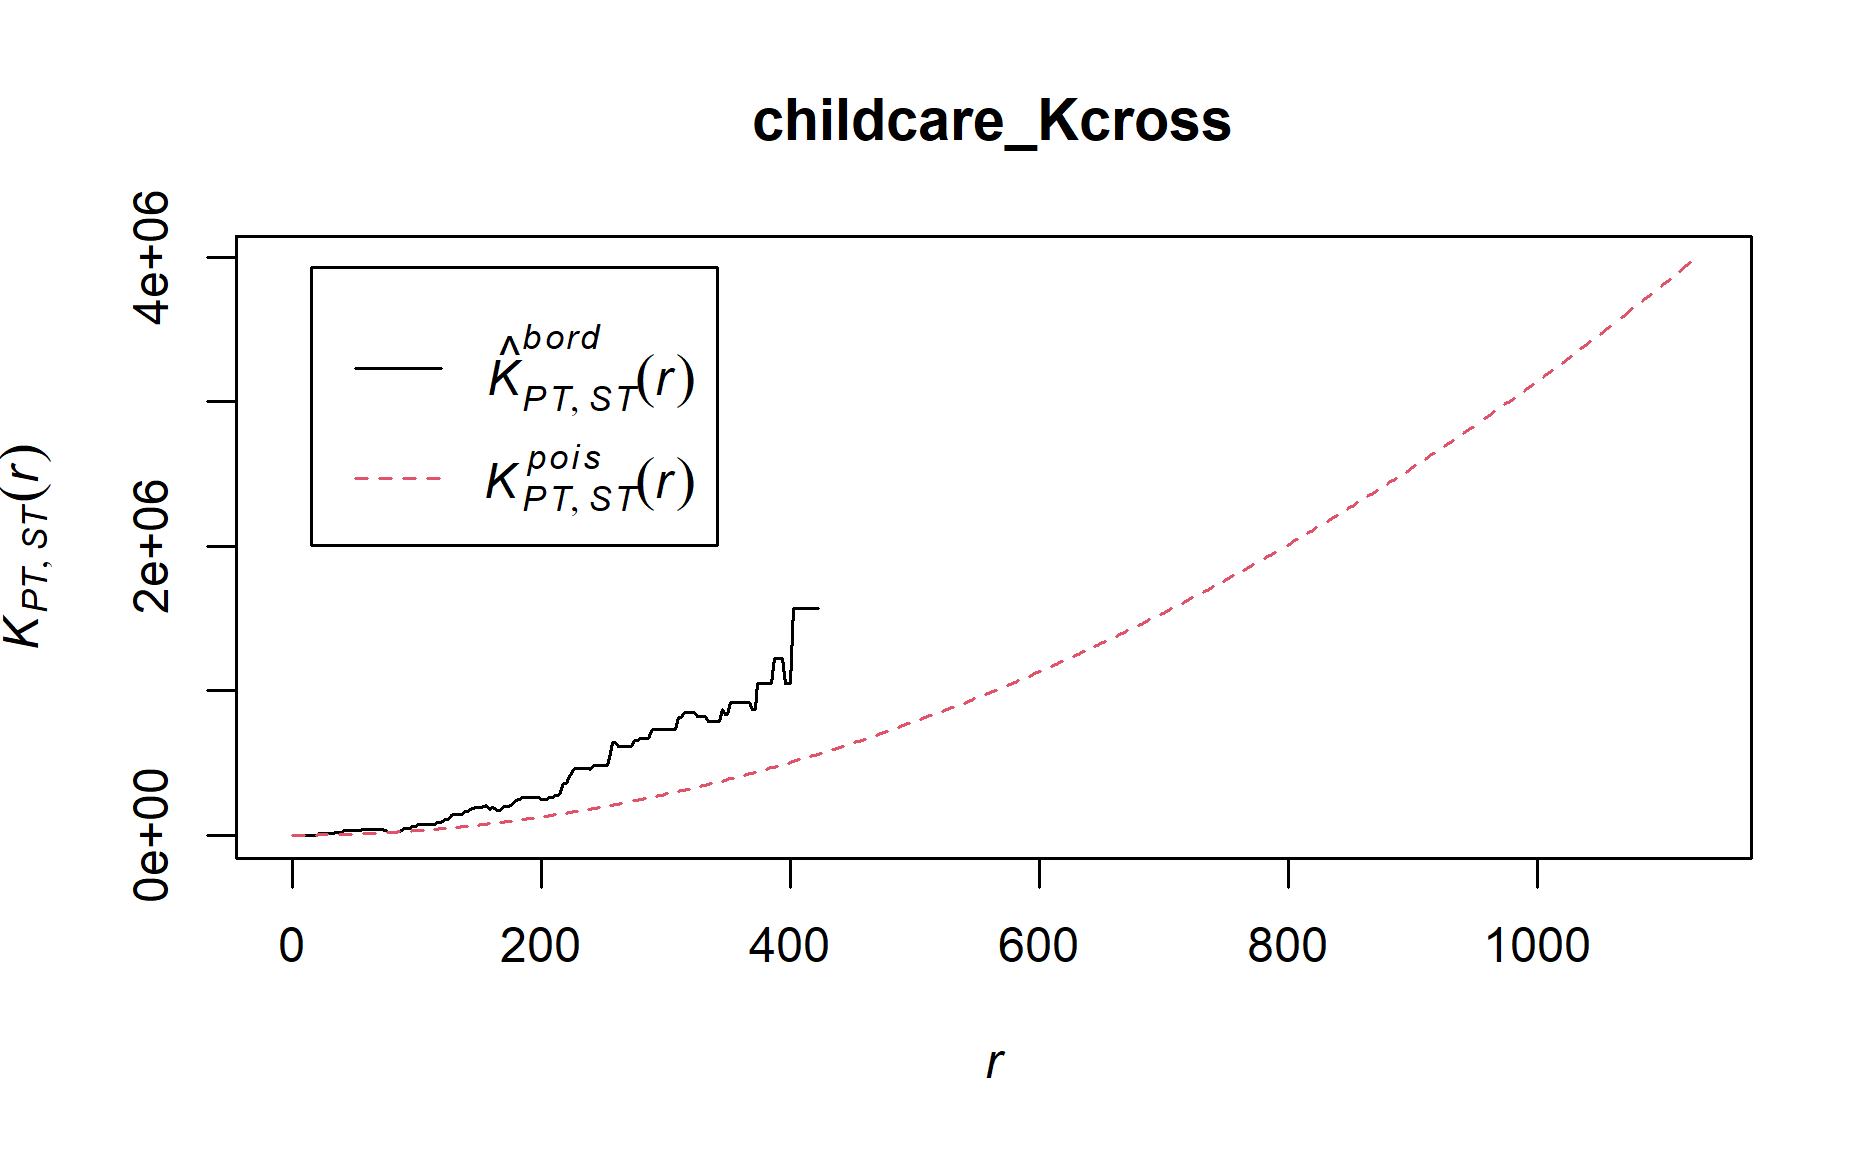 childcare_Kcross
K̂ bord PT, ST (r)
K pois PT, ST (r)
K PT, ST (r)
4e+06
2e+06
0e+00
0 200 400 600 800 1000
r